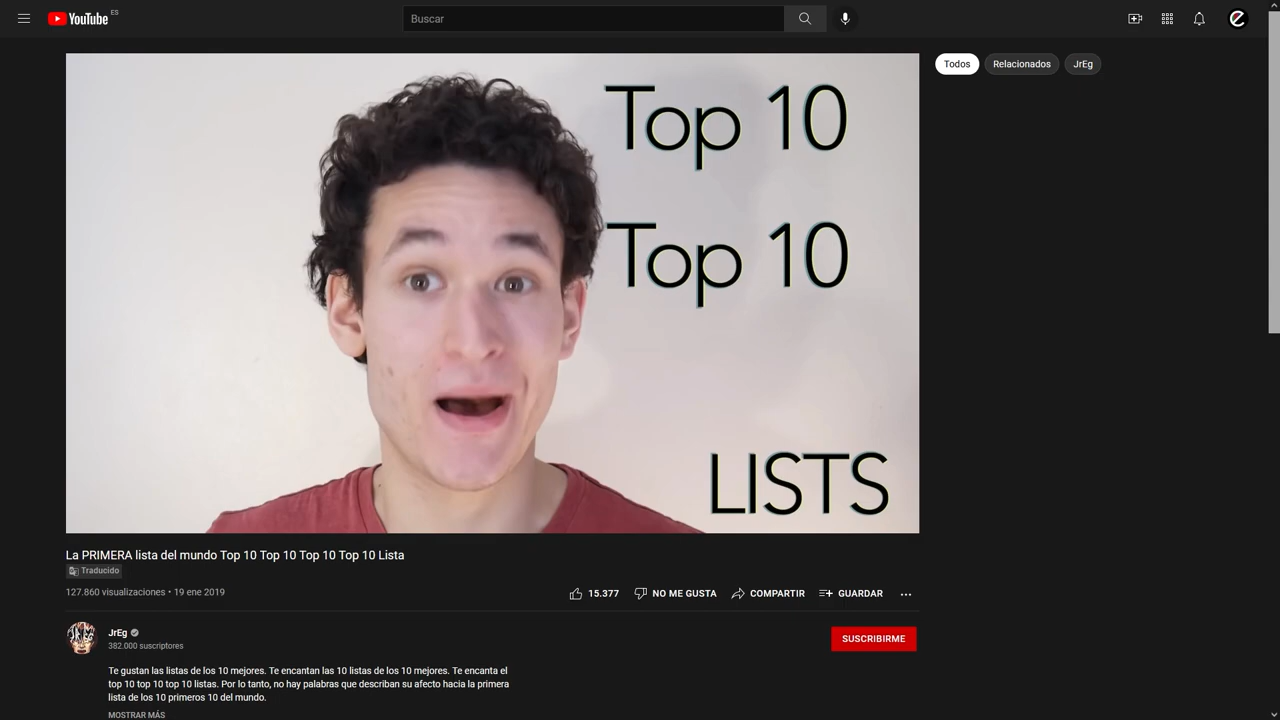 YouTube ES
Buscar
Todos
Relacionados
JrEg
Top 10
Top 10
LISTS
La PRIMERA lista del mundo Top 10 Top 10 Top 10 Top 10 Lista
Traducido
127.860 visualizaciones • 19 ene 2019
15.377
NO ME GUSTA
COMPARTIR
GUARDAR
JrEg
382.000 suscriptores
SUSCRIBIRME
Te gustan las listas de los 10 mejores. Te encantan las 10 listas de los 10 mejores. Te encanta el
top 10 top 10 top 10 listas. Por lo tanto, no hay palabras que describan su afecto hacia la primera
lista de los 10 primeros 10 del mundo.
MOSTRAR MÁS